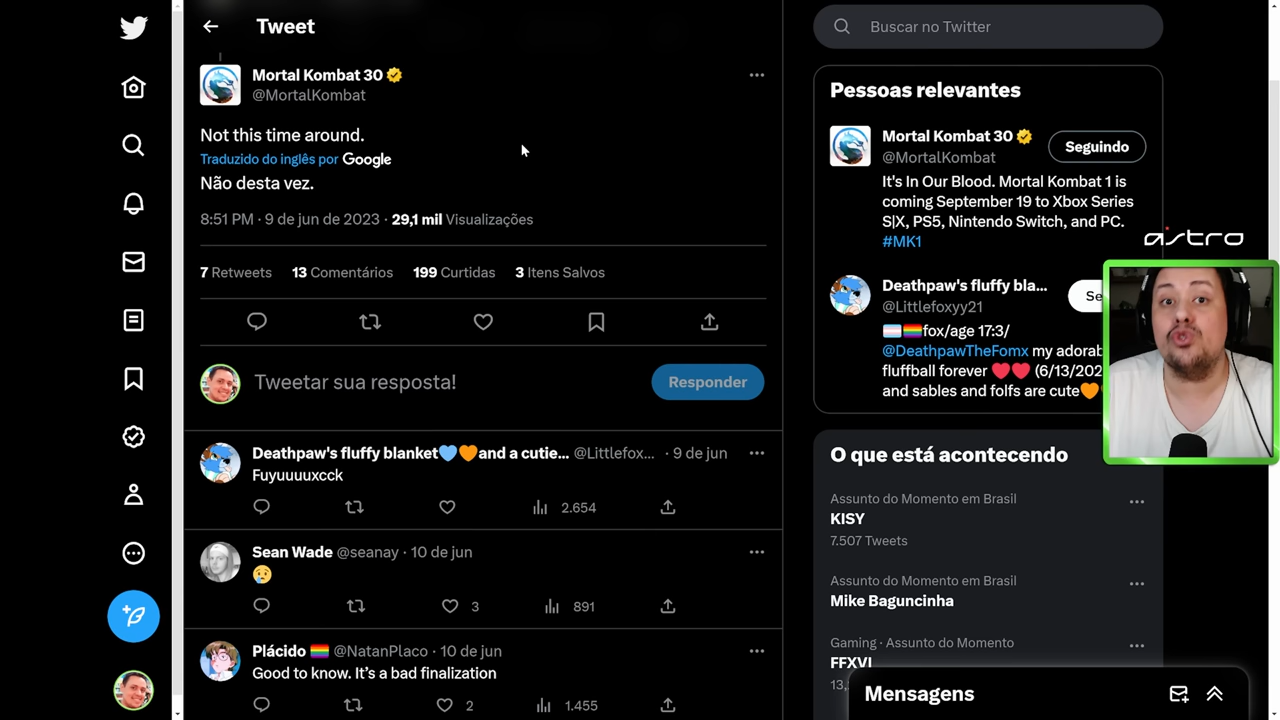 Tweet
Mortal Kombat 30
@MortalKombat
Not this time around.
Traduzido do inglês por Google
Não desta vez.
8:51 PM · 9 de jun de 2023 · 29,1 mil Visualizações
7 Retweets 13 Comentários 199 Curtidas 3 Itens Salvos
Tweetar sua resposta!
Responder
Deathpaw's fluffy blanket💙🧡and a cutie... @Littlefox... · 9 de jun
Fuyuuuuxcck
2.654
Sean Wade @seanay · 10 de jun
😢
3 891
Plácido 🏳️‍🌈 @NatanPlaco · 10 de jun
Good to know. It's a bad finalization
2 1.455
Buscar no Twitter
Pessoas relevantes
Mortal Kombat 30
@MortalKombat
Seguindo
It's In Our Blood. Mortal Kombat 1 is
coming September 19 to Xbox Series
S|X, PS5, Nintendo Switch, and PC.
#MK1
astro
Deathpaw's fluffy bla...
@Littlefoxyy21
Se
🏳️‍⚧️🏳️‍🌈fox/age 17:3/
@DeathpawTheFomx my adorab
fluffball forever ❤️❤️ (6/13/202
and sables and folfs are cute🧡
O que está acontecendo
Assunto do Momento em Brasil
KISY
7.507 Tweets
Assunto do Momento em Brasil
Mike Baguncinha
Gaming · Assunto do Momento
FFXVI
13,
Mensagens